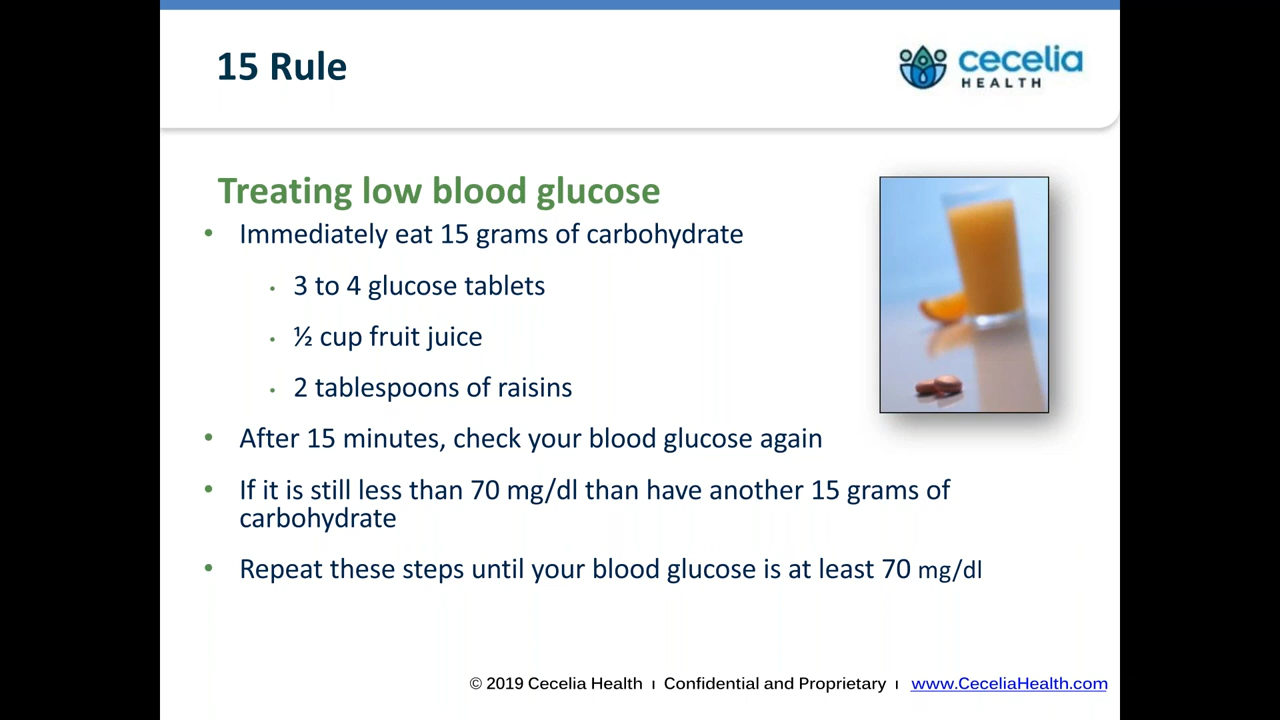 15 Rule
cecelia
HEALTH
Treating low blood glucose
• Immediately eat 15 grams of carbohydrate
• 3 to 4 glucose tablets
• ½ cup fruit juice
• 2 tablespoons of raisins
• After 15 minutes, check your blood glucose again
• If it is still less than 70 mg/dl than have another 15 grams of
carbohydrate
• Repeat these steps until your blood glucose is at least 70 mg/dl
© 2019 Cecelia Health ı Confidential and Proprietary ı www.CeceliaHealth.com